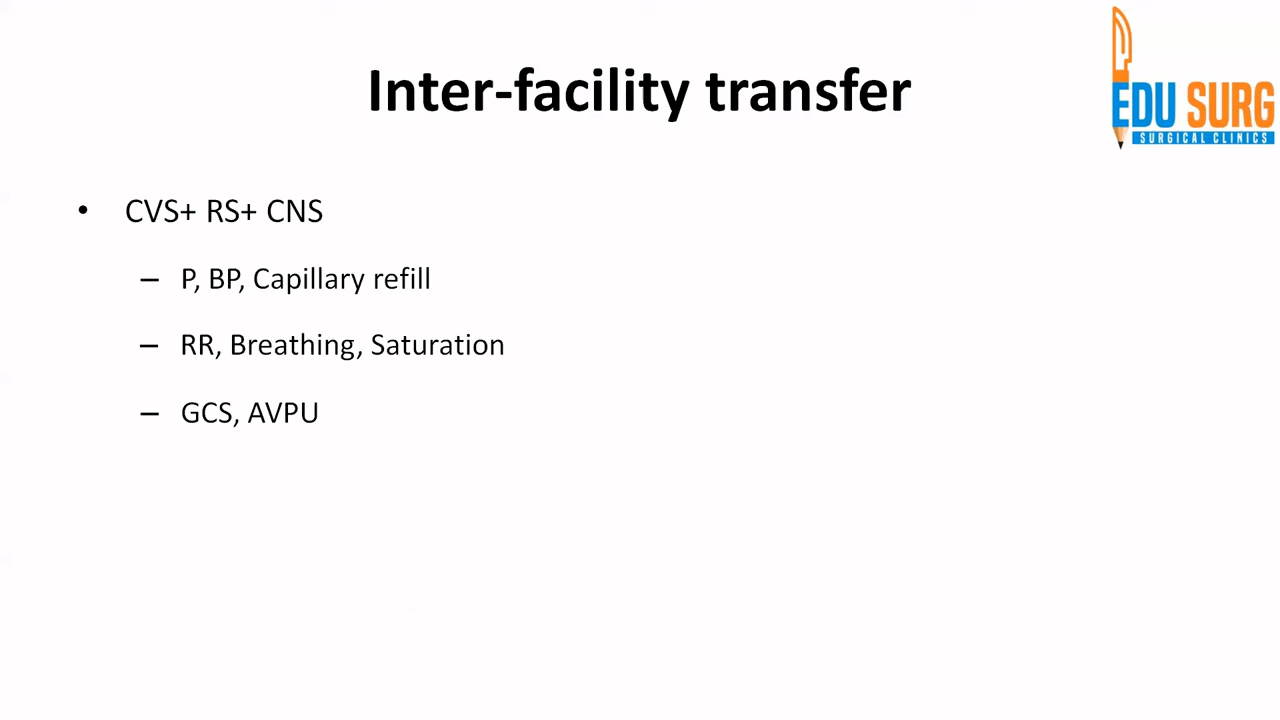 Inter-facility transfer
EDU SURG
SURGICAL CLINICS
• CVS+ RS+ CNS
– P, BP, Capillary refill
– RR, Breathing, Saturation
– GCS, AVPU